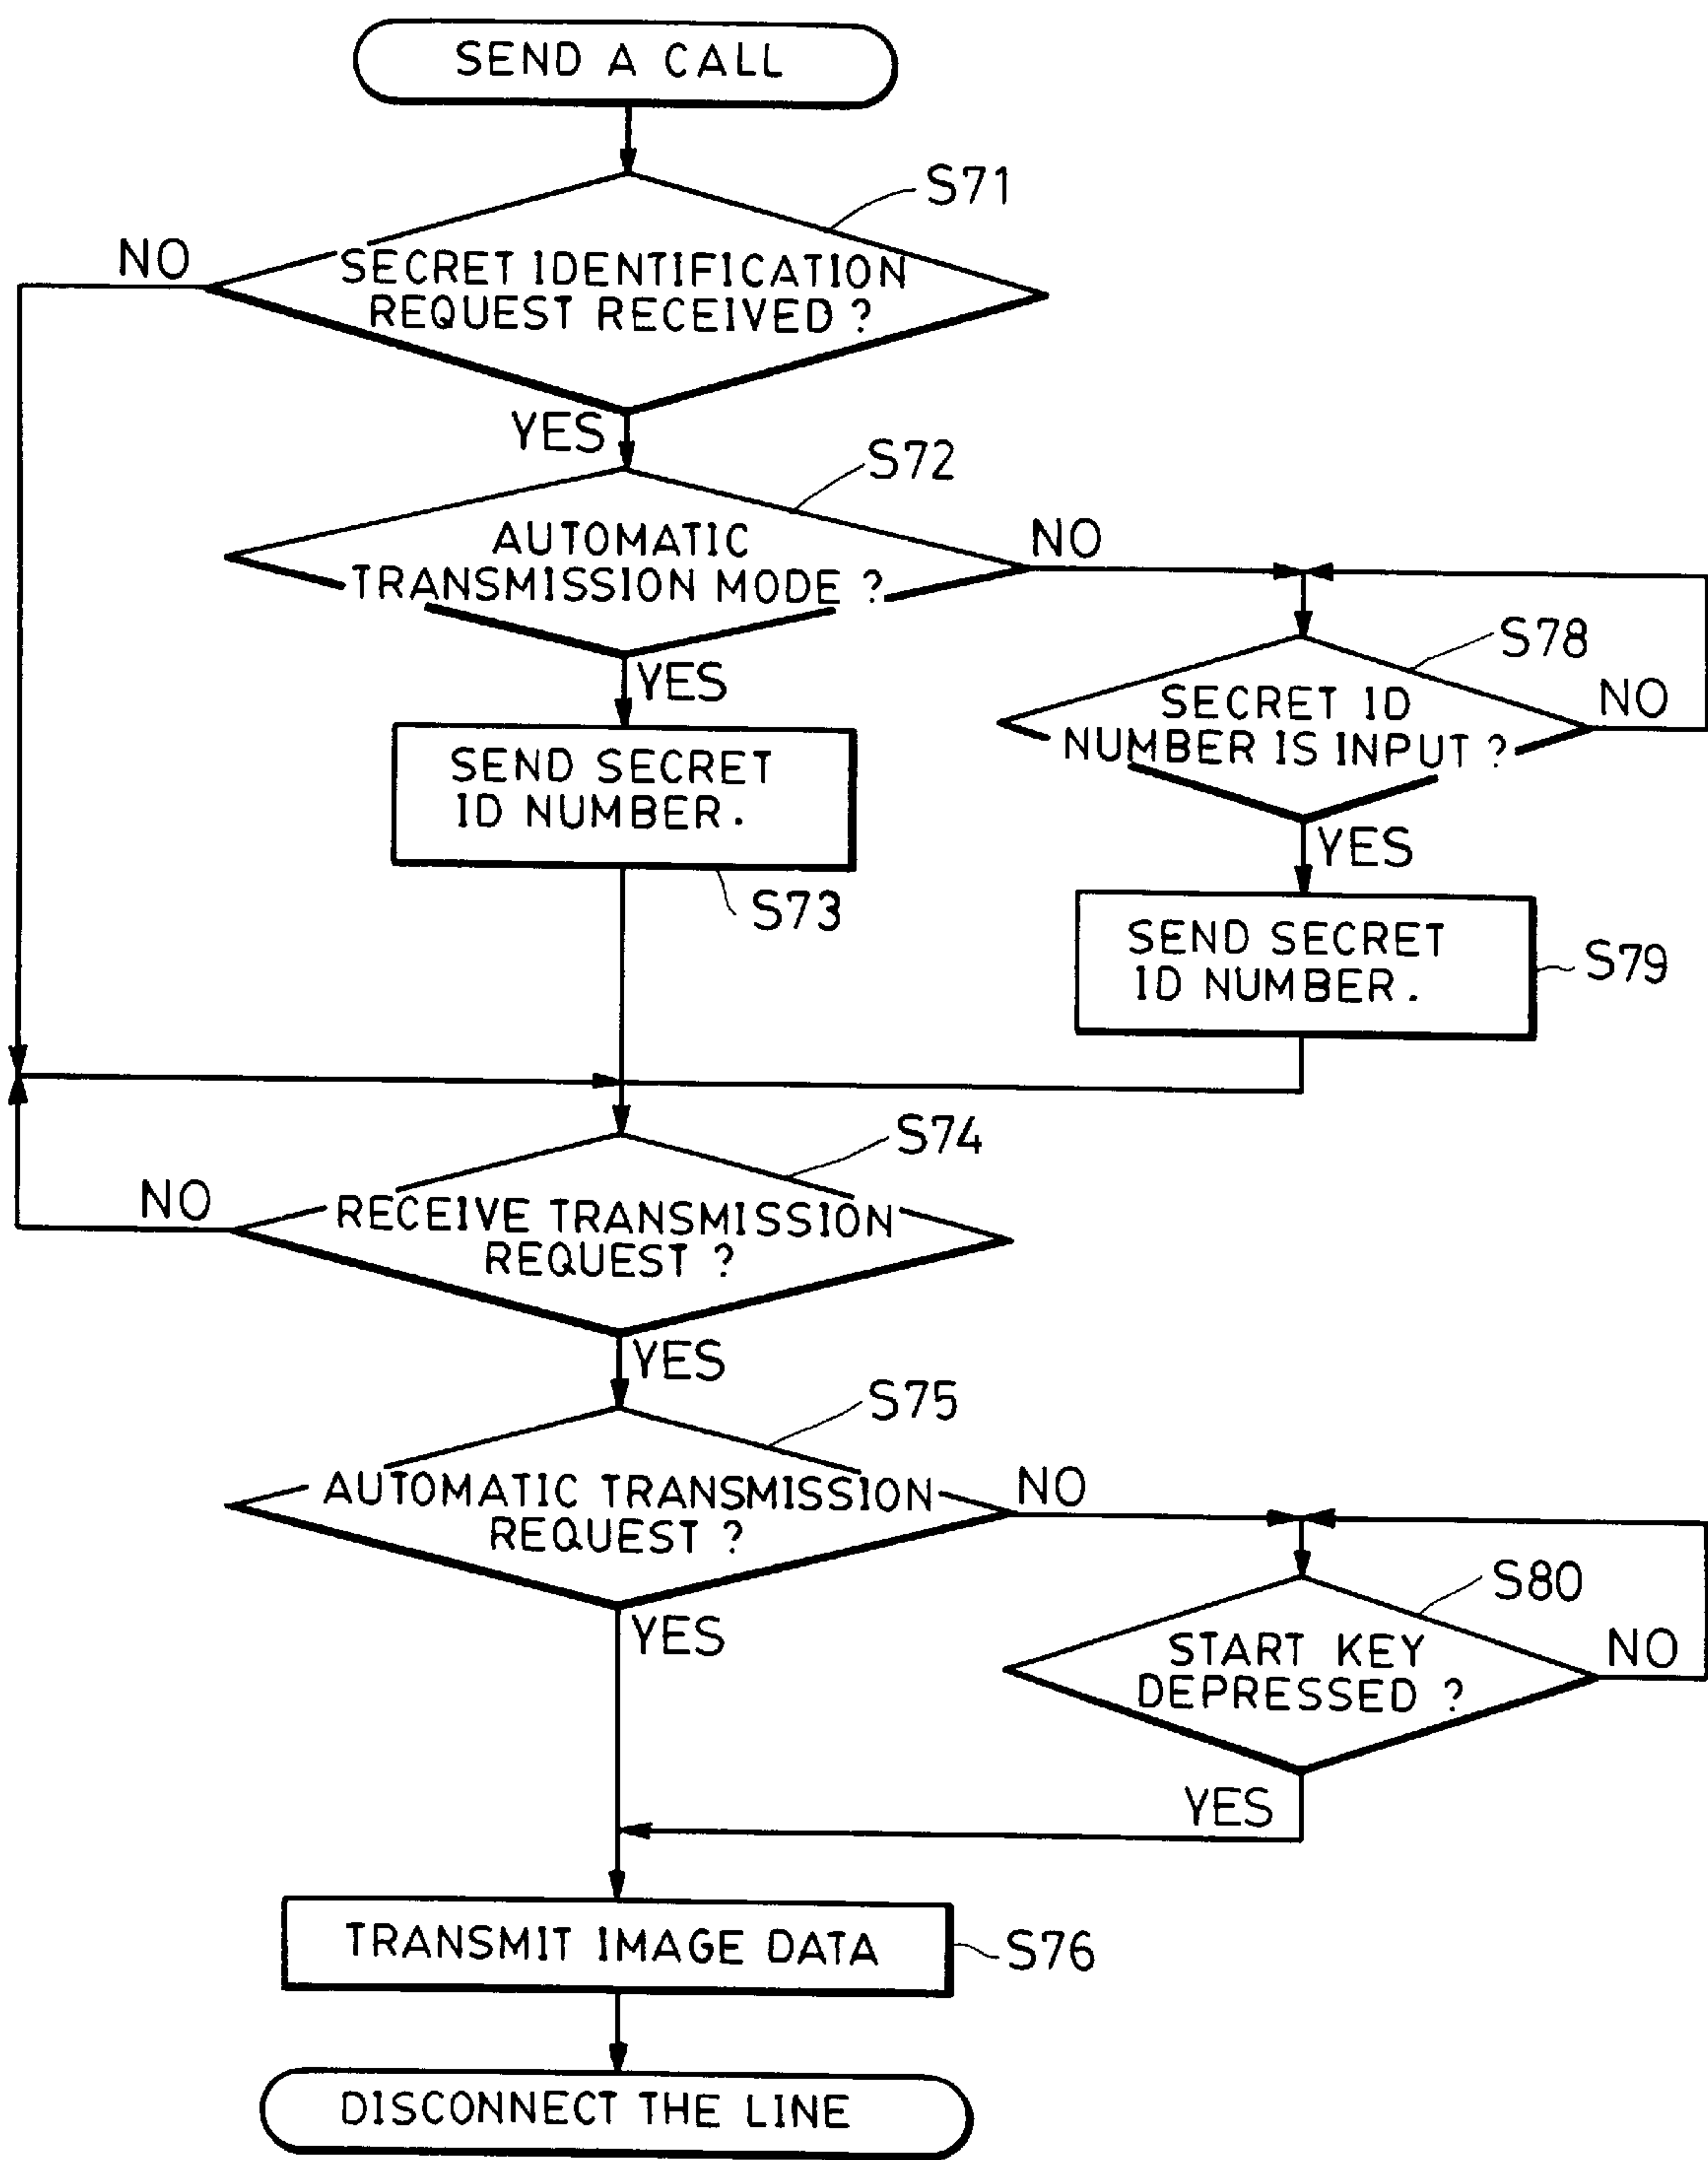 SEND A CALL
S71
NO
SECRET IDENTIFICATION
REQUEST RECEIVED ?
YES
S72
AUTOMATIC
TRANSMISSION MODE ?
NO
S78
YES
SECRET ID
NUMBER IS INPUT ?
NO
SEND SECRET
ID NUMBER.
YES
S73
SEND SECRET
ID NUMBER.
S79
S74
NO
RECEIVE TRANSMISSION
REQUEST ?
YES
S75
AUTOMATIC TRANSMISSION
REQUEST ?
NO
S80
YES
START KEY
DEPRESSED ?
NO
YES
TRANSMIT IMAGE DATA
S76
DISCONNECT THE LINE